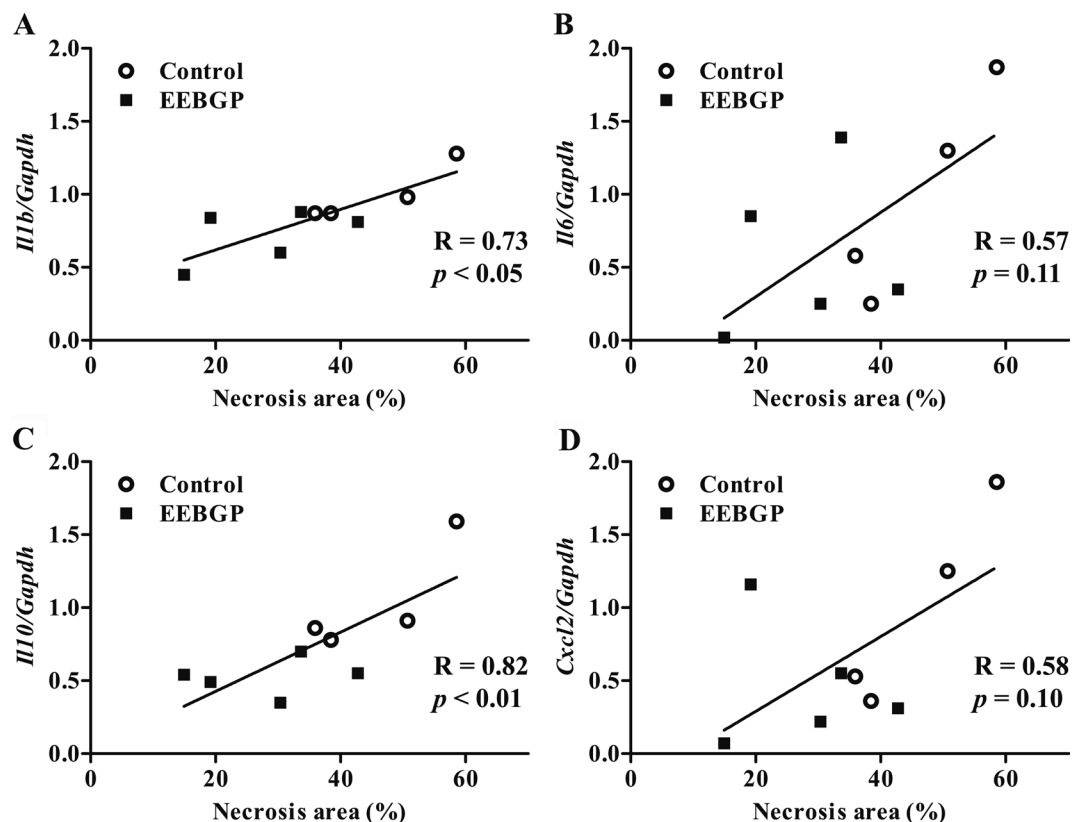 A
2.0
1.5
1.0
0.5
0.0
Il1b/Gapdh
Control
EEBGP
R = 0.73
p < 0.05
0 20 40 60
Necrosis area (%)
B
2.0
1.5
1.0
0.5
0.0
Il6/Gapdh
Control
EEBGP
R = 0.57
p = 0.11
0 20 40 60
Necrosis area (%)
C
2.0
1.5
1.0
0.5
0.0
Il10/Gapdh
Control
EEBGP
R = 0.82
p < 0.01
0 20 40 60
Necrosis area (%)
D
2.0
1.5
1.0
0.5
0.0
Cxcl2/Gapdh
Control
EEBGP
R = 0.58
p = 0.10
0 20 40 60
Necrosis area (%)